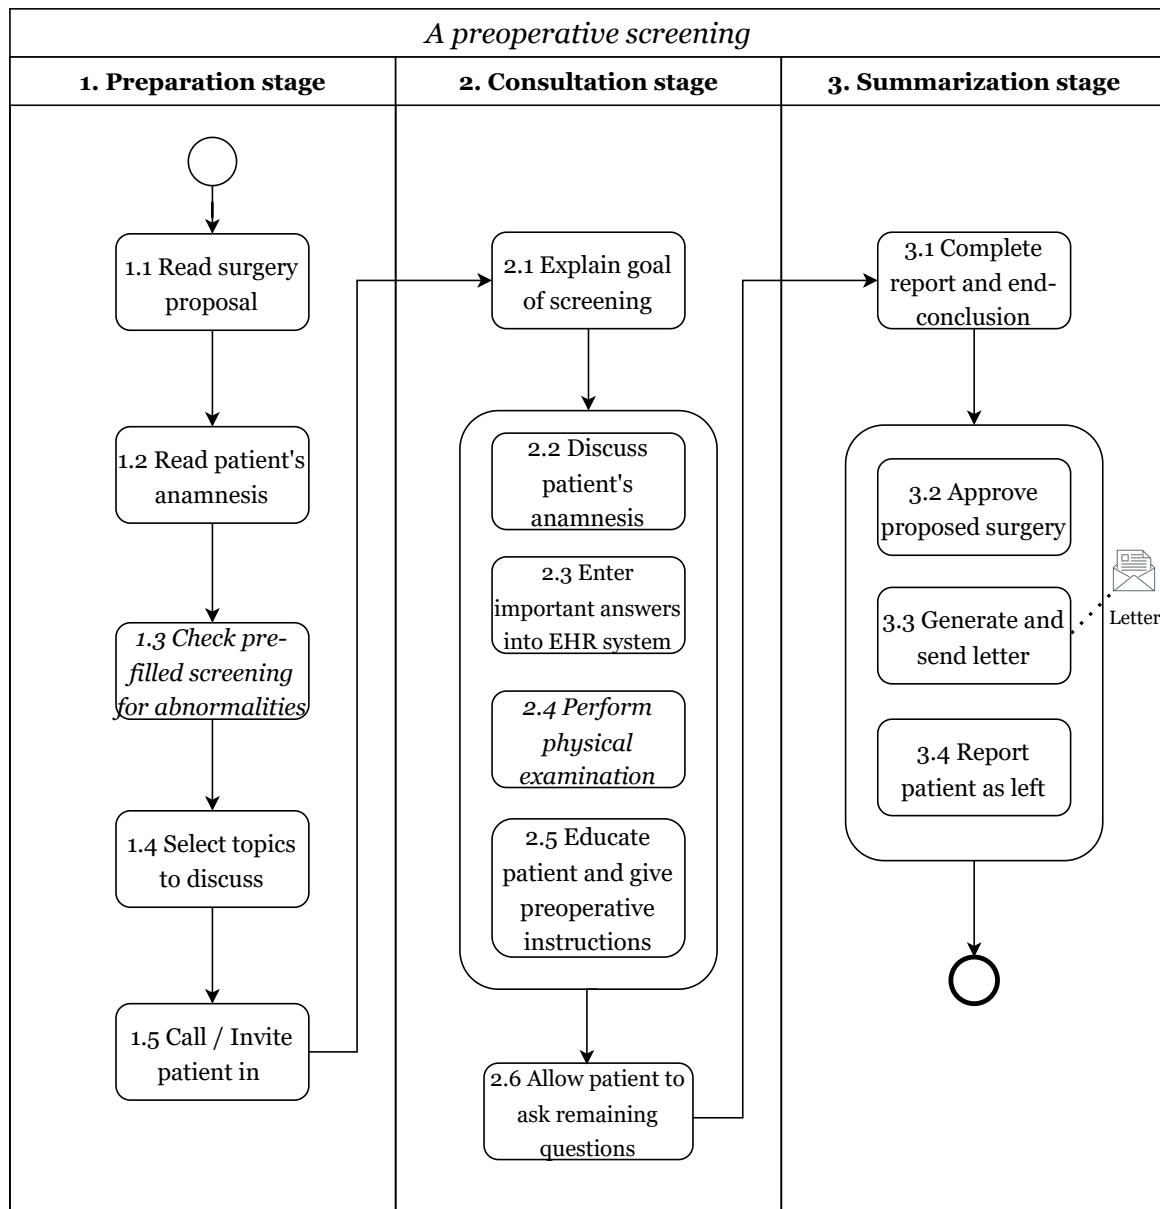 A preoperative screening
1. Preparation stage
2. Consultation stage
3. Summarization stage
1.1 Read surgery
proposal
1.2 Read patient's
anamnesis
1.3 Check pre-
filled screening
for abnormalities
1.4 Select topics
to discuss
1.5 Call / Invite
patient in
2.1 Explain goal
of screening
2.2 Discuss
patient's
anamnesis
2.3 Enter
important answers
into EHR system
2.4 Perform
physical
examination
2.5 Educate
patient and give
preoperative
instructions
2.6 Allow patient to
ask remaining
questions
3.1 Complete
report and end-
conclusion
3.2 Approve
proposed surgery
3.3 Generate and
send letter
Letter
3.4 Report
patient as left